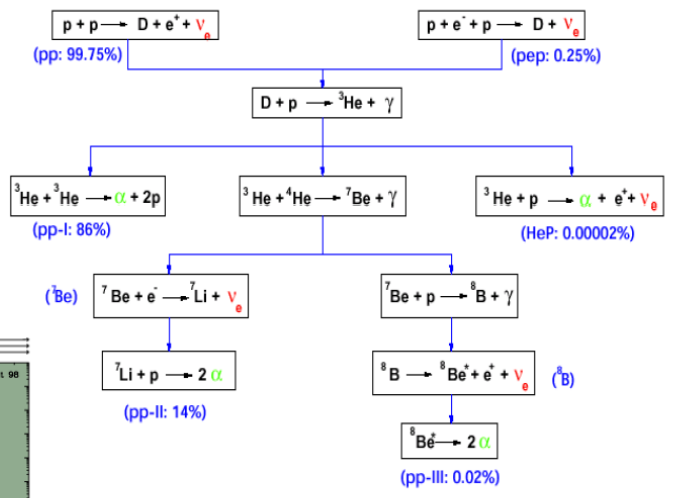 p + p → D + e⁺ + νₑ
p + e⁻ + p → D + νₑ
(pp: 99.75%)
(pep: 0.25%)
D + p → ³He + γ
³He + ³He → α + 2p
³He + ⁴He → ⁷Be + γ
³He + p → α + e⁺ + νₑ
(pp-I: 86%)
(HeP: 0.00002%)
(⁷Be)
⁷Be + e⁻ → ⁷Li + νₑ
⁷Be + p → ⁸B + γ
⁷Li + p → 2 α
⁸B → ⁸Be* + e⁺ + νₑ
(⁸B)
(pp-II: 14%)
⁸Be* → 2 α
(pp-III: 0.02%)
98